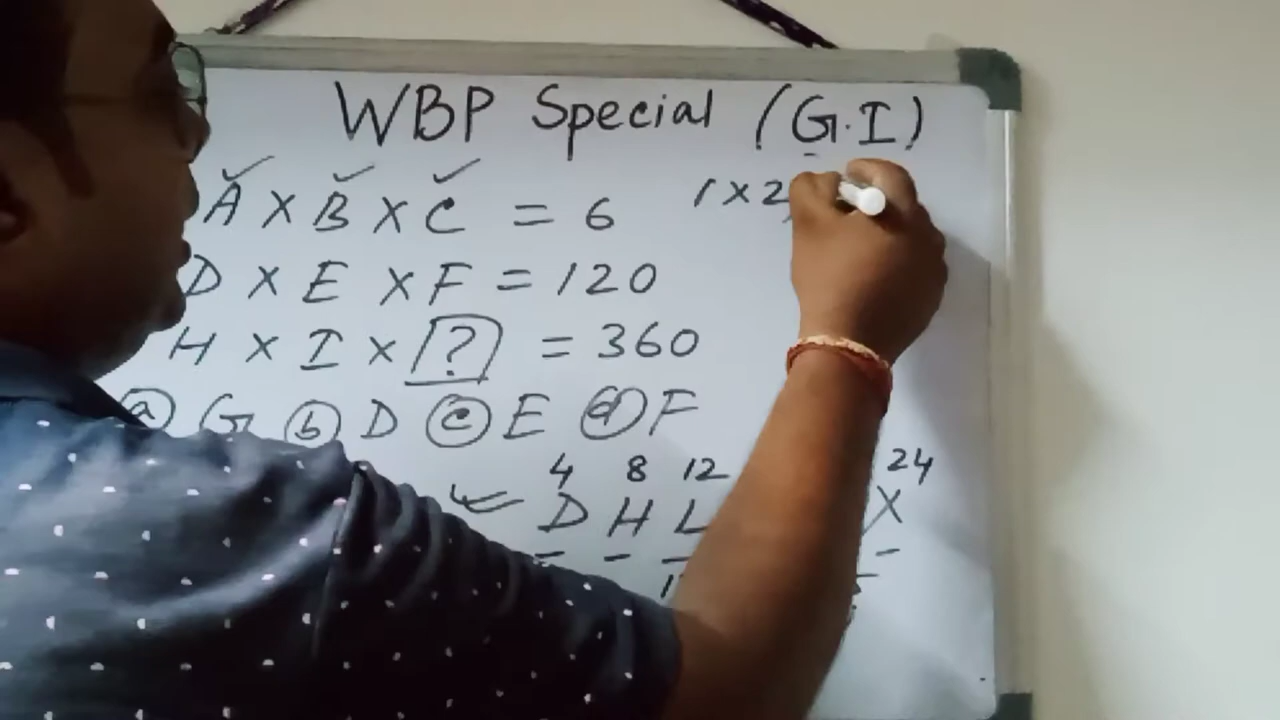 WBP Special (G.I)
A X B X C = 6 1 X 2
D X E X F = 120
H X I X ? = 360
(a) G (b) D (c) E (d) F
4 8 12 24
D H L X